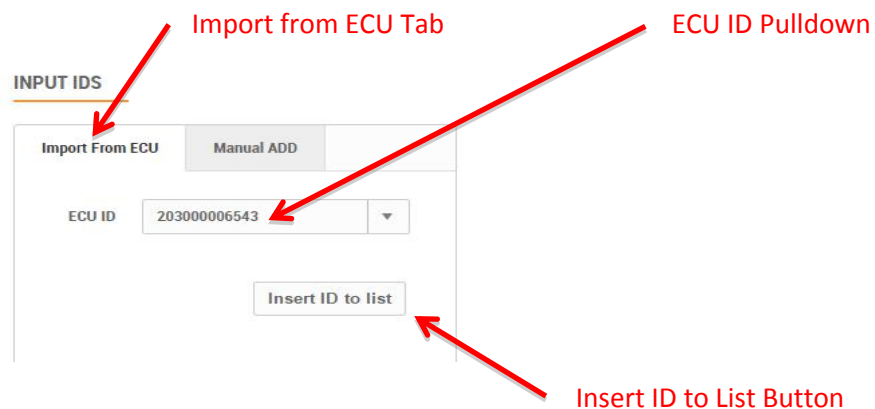 Import from ECU Tab
ECU ID Pulldown
INPUT IDS
Import From ECU
Manual ADD
ECU ID
203000006543
Insert ID to list
Insert ID to List Button